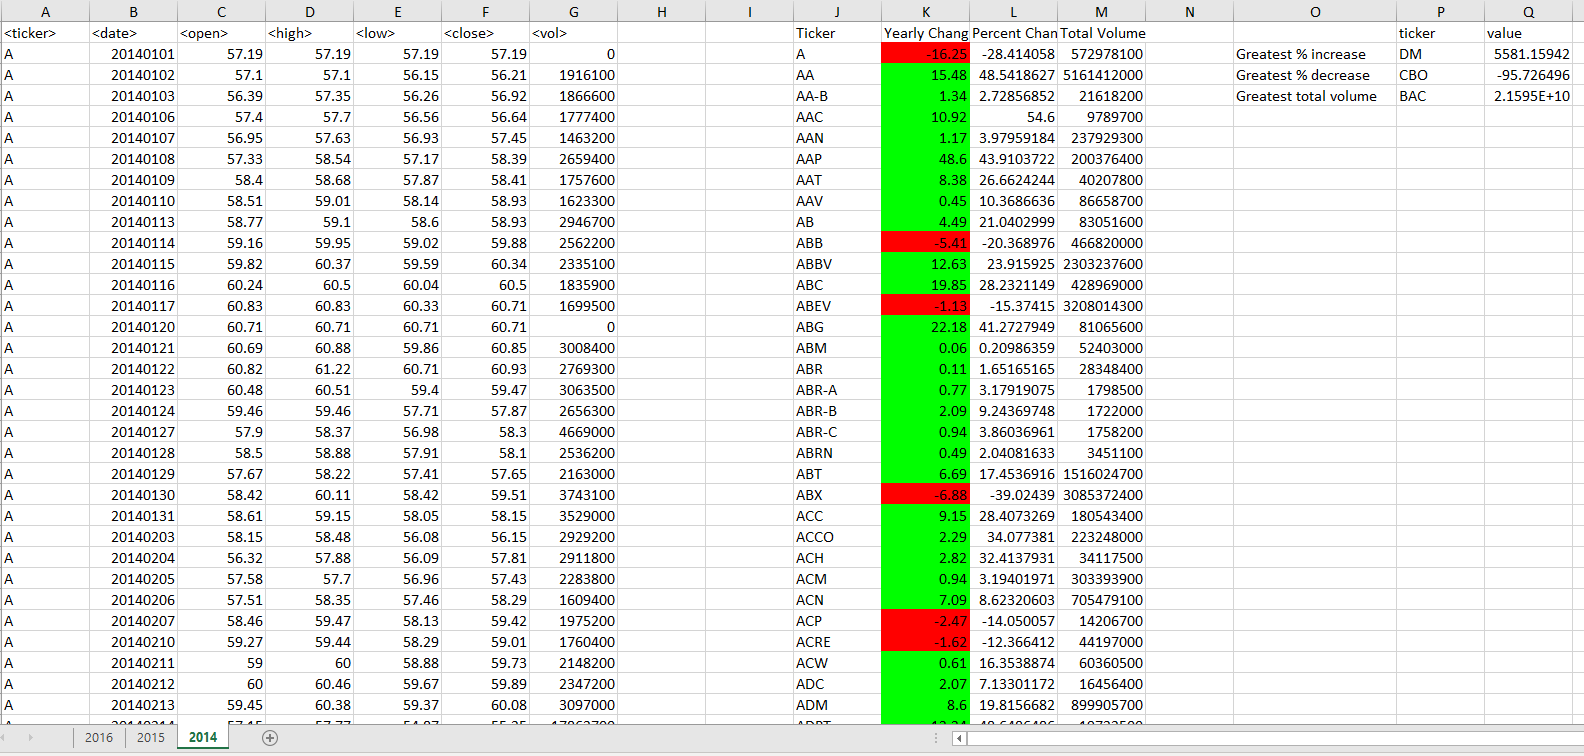 A B C D E F G H I J K L M N O P Q
<ticker> <date> <open> <high> <low> <close> <vol> Ticker Yearly Chang Percent Chan Total Volume ticker value
A 20140101 57.19 57.19 57.19 57.19 0 A -16.25 -28.414058 572978100 Greatest % increase DM 5581.15942
A 20140102 57.1 57.1 56.15 56.21 1916100 AA 15.48 48.5418627 5161412000 Greatest % decrease CBO -95.726496
A 20140103 56.39 57.35 56.26 56.92 1866600 AA-B 1.34 2.72856852 21618200 Greatest total volume BAC 2.1595E+10
A 20140106 57.4 57.7 56.56 56.64 1777400 AAC 10.92 54.6 9789700
A 20140107 56.95 57.63 56.93 57.45 1463200 AAN 1.17 3.97959184 237929300
A 20140108 57.33 58.54 57.17 58.39 2659400 AAP 48.6 43.9103722 200376400
A 20140109 58.4 58.68 57.87 58.41 1757600 AAT 8.38 26.6624244 40207800
A 20140110 58.51 59.01 58.14 58.93 1623300 AAV 0.45 10.3686636 86658700
A 20140113 58.77 59.1 58.6 58.93 2946700 AB 4.49 21.0402999 83051600
A 20140114 59.16 59.95 59.02 59.88 2562200 ABB -5.41 -20.368976 466820000
A 20140115 59.82 60.37 59.59 60.34 2335100 ABBV 12.63 23.915925 2303237600
A 20140116 60.24 60.5 60.04 60.5 1835900 ABC 19.85 28.2321149 428969000
A 20140117 60.83 60.83 60.33 60.71 1699500 ABEV -1.13 -15.37415 3208014300
A 20140120 60.71 60.71 60.71 60.71 0 ABG 22.18 41.2727949 81065600
A 20140121 60.69 60.88 59.86 60.85 3008400 ABM 0.06 0.20986359 52403000
A 20140122 60.82 61.22 60.71 60.93 2769300 ABR 0.11 1.65165165 28348400
A 20140123 60.48 60.51 59.4 59.47 3063500 ABR-A 0.77 3.17919075 1798500
A 20140124 59.46 59.46 57.71 57.87 2656300 ABR-B 2.09 9.24369748 1722000
A 20140127 57.9 58.37 56.98 58.3 4669000 ABR-C 0.94 3.86036961 1758200
A 20140128 58.5 58.88 57.91 58.1 2536200 ABRN 0.49 2.04081633 3451100
A 20140129 57.67 58.22 57.41 57.65 2163000 ABT 6.69 17.4536916 1516024700
A 20140130 58.42 60.11 58.42 59.51 3743100 ABX -6.88 -39.02439 3085372400
A 20140131 58.61 59.15 58.05 58.15 3529000 ACC 9.15 28.4073269 180543400
A 20140203 58.15 58.48 56.08 56.15 2929200 ACCO 2.29 34.077381 223248000
A 20140204 56.32 57.88 56.09 57.81 2911800 ACH 2.82 32.4137931 34117500
A 20140205 57.58 57.7 56.96 57.43 2283800 ACM 0.94 3.19401971 303393900
A 20140206 57.51 58.35 57.46 58.29 1609400 ACN 7.09 8.62320603 705479100
A 20140207 58.46 59.47 58.13 59.42 1975200 ACP -2.47 -14.050057 14206700
A 20140210 59.27 59.44 58.29 59.01 1760400 ACRE -1.62 -12.366412 44197000
A 20140211 59 60 58.88 59.73 2148200 ACW 0.61 16.3538874 60360500
A 20140212 60 60.46 59.67 59.89 2347200 ADC 2.07 7.13301172 16456400
A 20140213 59.45 60.38 59.37 60.08 3097000 ADM 8.6 19.8156682 899905700
2016 2015 2014